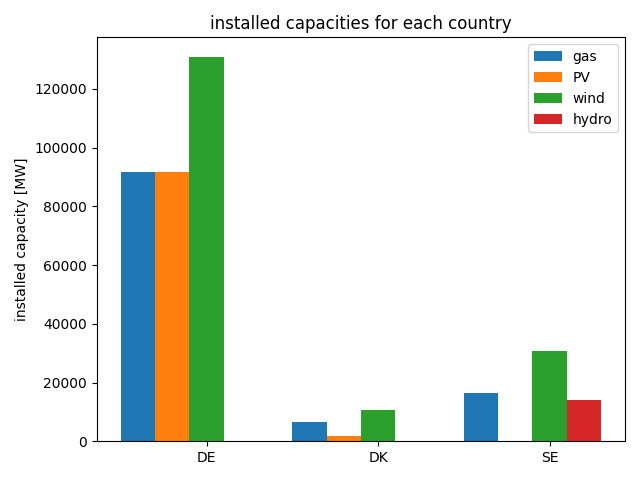 installed capacities for each country
gas
PV
wind
hydro
installed capacity [MW]
120000
100000
80000
60000
40000
20000
0
DE
DK
SE